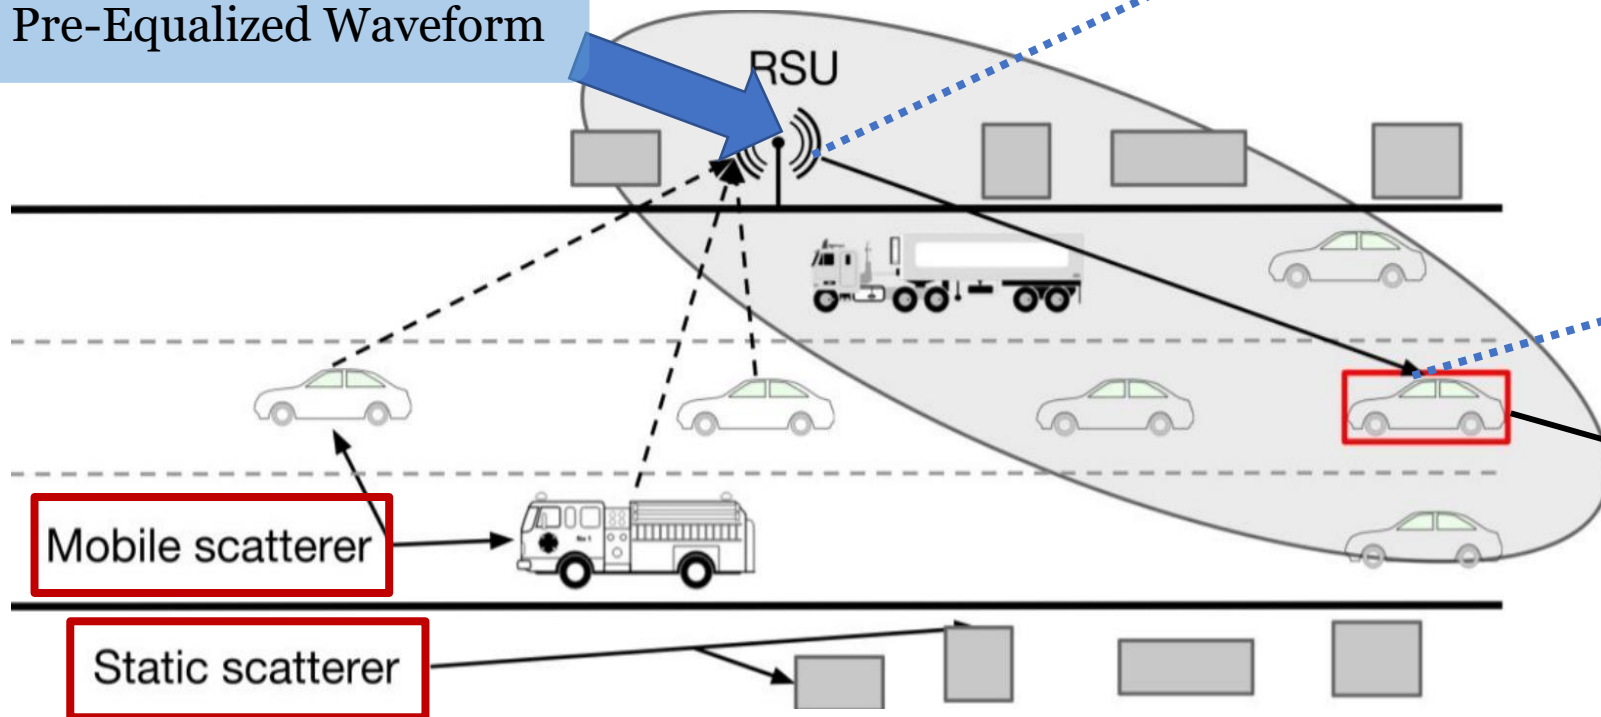 Pre-Equalized Waveform
RSU
Mobile scatterer
Static scatterer